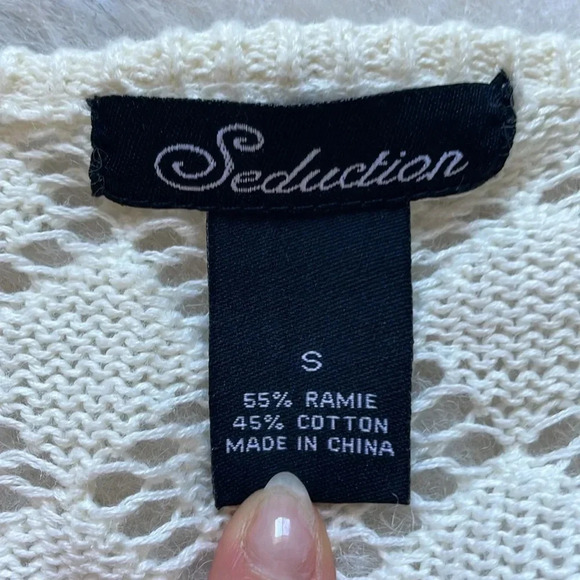 Seduction
S
55% RAMIE
45% COTTON
MADE IN CHINA